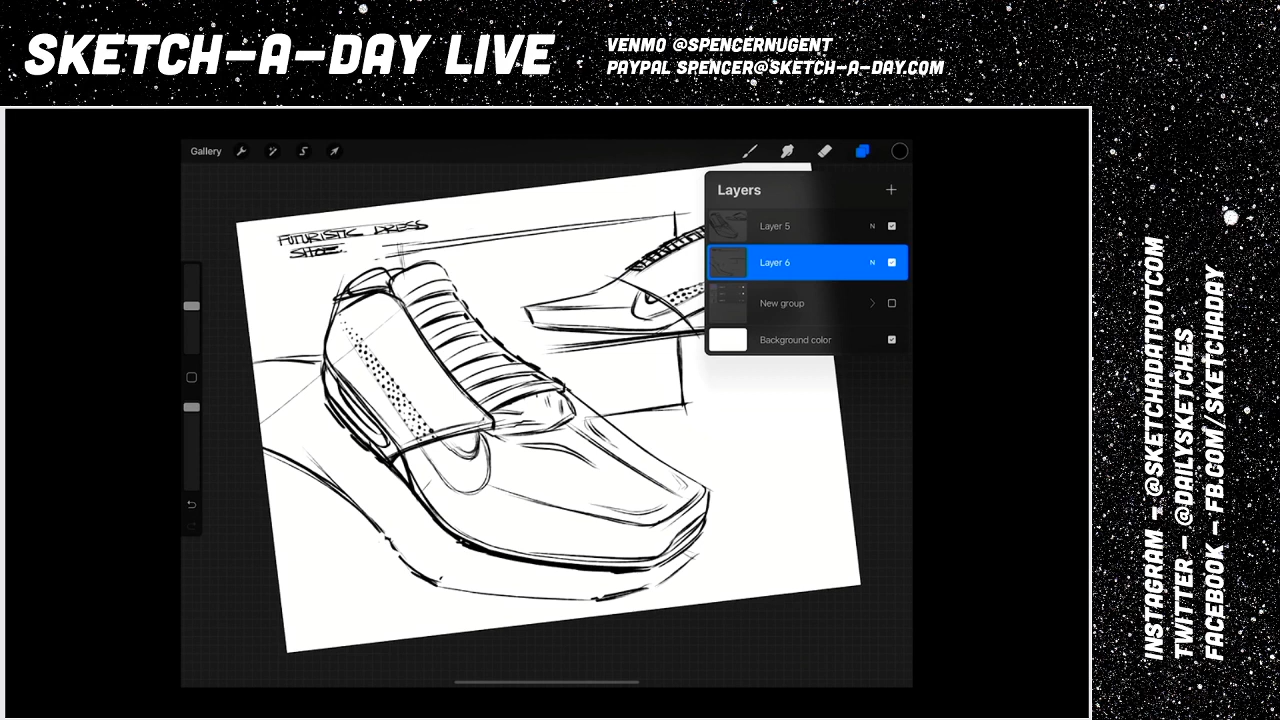 SKETCH-A-DAY LIVE
VENMO @SPENCERNUGENT
PAYPAL SPENCER@SKETCH-A-DAY.COM
Gallery
Layers
Layer 5
N
Layer 6
N
New group
Background color
FUTURISTIC DRESS
SHOE.
INSTAGRAM - @SKETCHADAYDOTCOM
TWITTER - @DAILYSKETCHES
FACEBOOK - FB.COM/SKETCHADAY